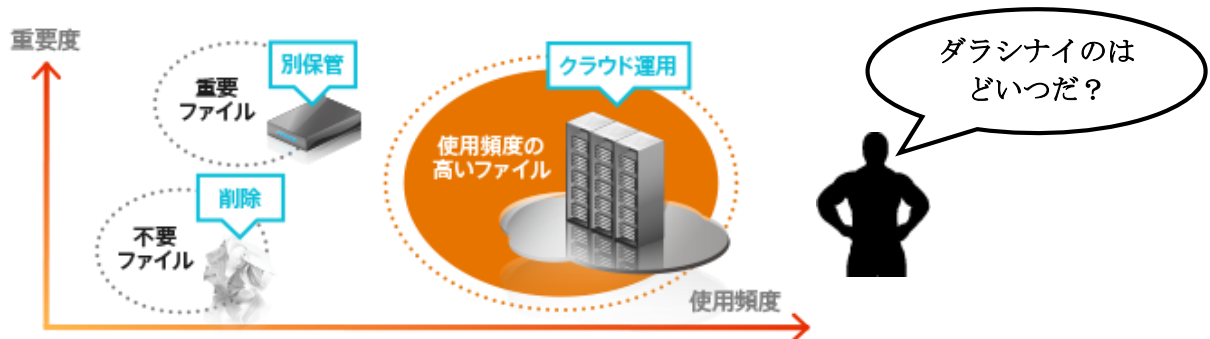 重要度
別保管
重要
ファイル
削除
不要
ファイル
クラウド運用
使用頻度の
高いファイル
使用頻度
ダラシナイのは
どいつだ?